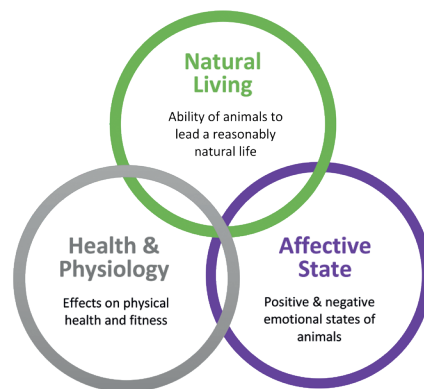 Natural
Living
Ability of animals to
lead a reasonably
natural life
Health &
Physiology
Effects on physical
health and fitness
Affective
State
Positive & negative
emotional states of
animals